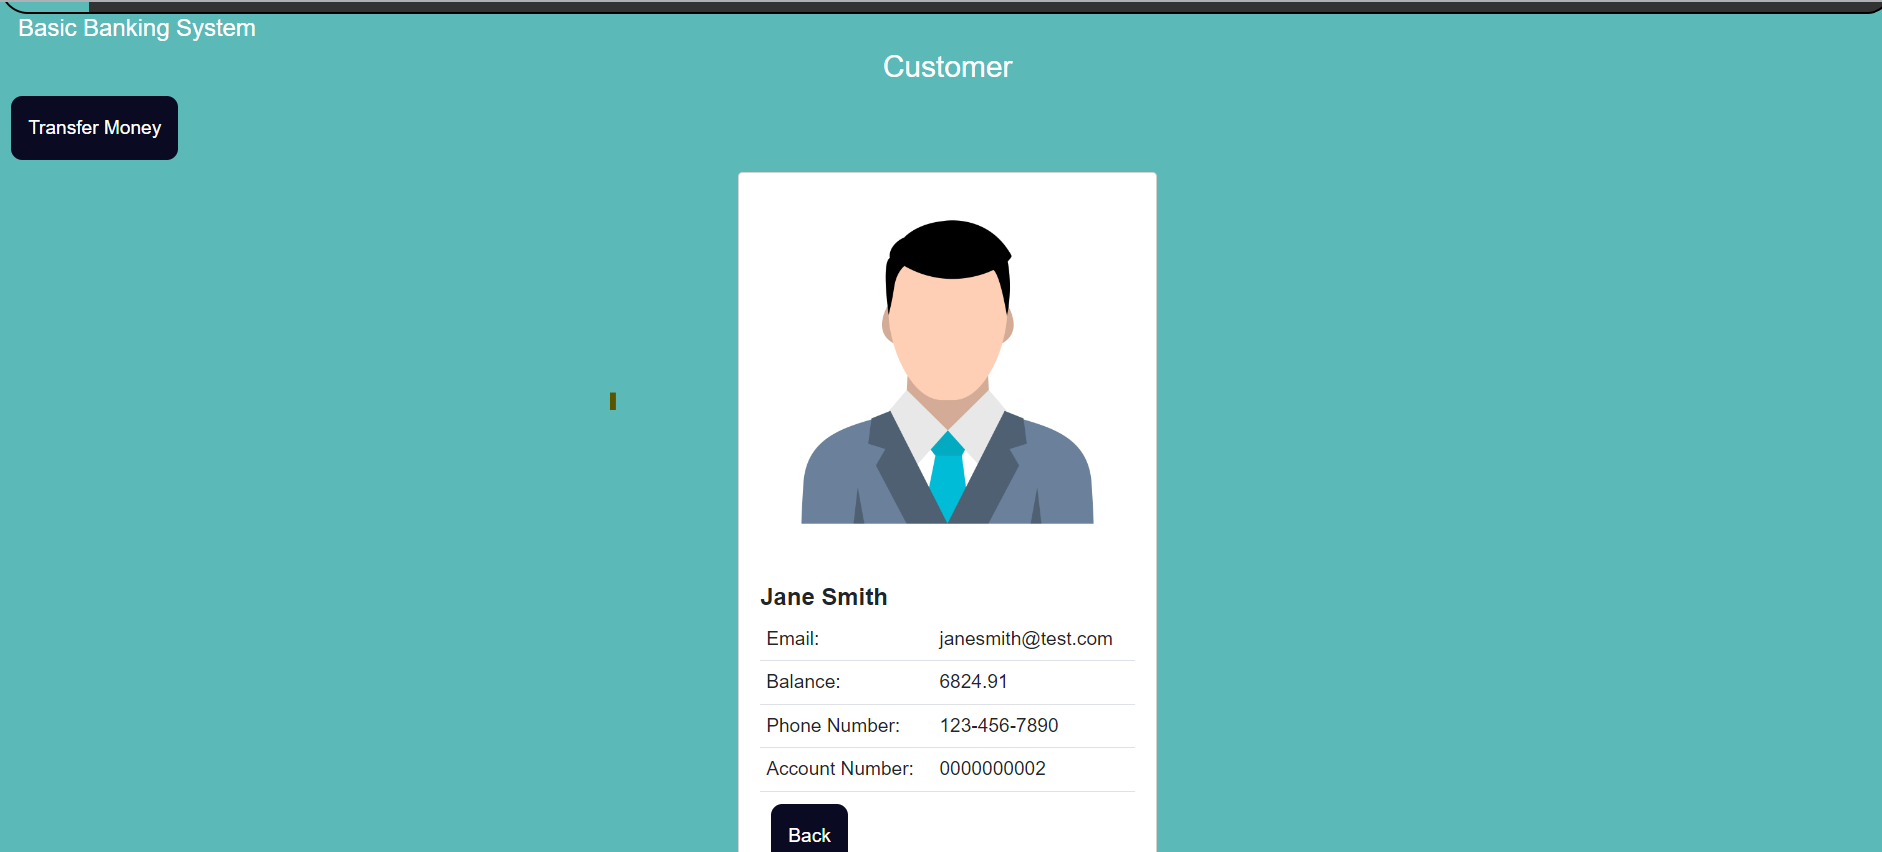 Basic Banking System
Customer
Transfer Money
Jane Smith
Email: janesmith@test.com
Balance: 6824.91
Phone Number: 123-456-7890
Account Number: 0000000002
Back